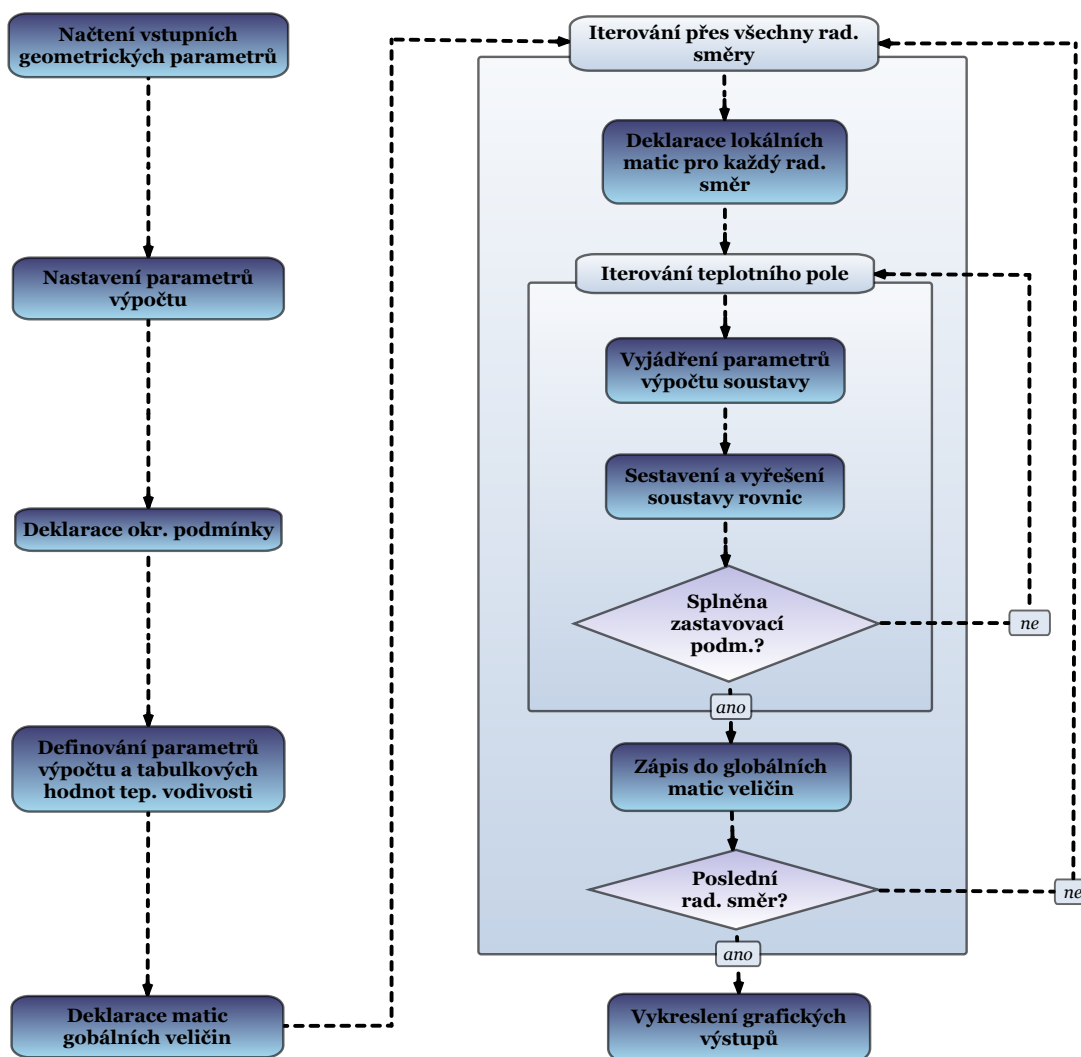 Načtení vstupních
geometrických parametrů
Nastavení parametrů
výpočtu
Deklarace okr. podmínky
Definování parametrů
výpočtu a tabulkových
hodnot tep. vodivosti
Deklarace matic
gobálních veličin
Iterování přes všechny rad.
směry
Deklarace lokálních
matic pro každý rad.
směr
Iterování teplotního pole
Vyjádření parametrů
výpočtu soustavy
Sestavení a vyřešení
soustavy rovnic
Splněna
zastavovací
podm.?
ne
ano
Zápis do globálních
matic veličin
Poslední
rad. směr?
ne
ano
Vykreslení grafických
výstupů